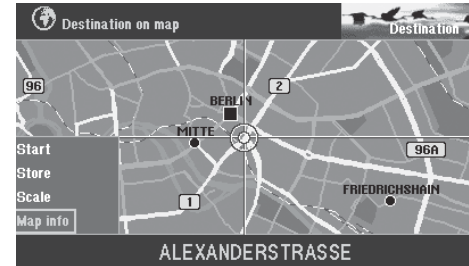 Destination on map
Destination
96
2
BERLIN
MITTE
Start
96A
Store
Scale
FRIEDRICHSHAIN
1
Map info
ALEXANDERSTRASSE